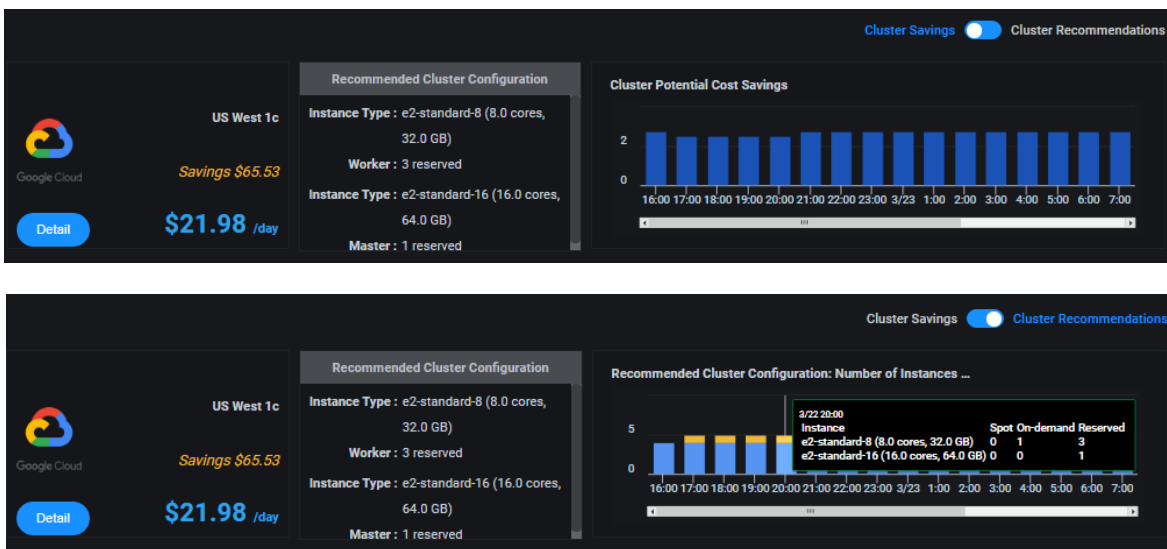 Cluster Savings Cluster Recommendations
Google Cloud
US West 1c
Savings $65.53
Detail
$21.98 /day
Recommended Cluster Configuration
Instance Type : e2-standard-8 (8.0 cores,
32.0 GB)
Worker : 3 reserved
Instance Type : e2-standard-16 (16.0 cores,
64.0 GB)
Master : 1 reserved
Cluster Potential Cost Savings
2
0
16:00 17:00 18:00 19:00 20:00 21:00 22:00 23:00 3/23 1:00 2:00 3:00 4:00 5:00 6:00 7:00
Cluster Savings Cluster Recommendations
Google Cloud
US West 1c
Savings $65.53
Detail
$21.98 /day
Recommended Cluster Configuration
Instance Type : e2-standard-8 (8.0 cores,
32.0 GB)
Worker : 3 reserved
Instance Type : e2-standard-16 (16.0 cores,
64.0 GB)
Master : 1 reserved
Recommended Cluster Configuration: Number of Instances ...
5
0
3/22 20:00
Instance Spot On-demand Reserved
e2-standard-8 (8.0 cores, 32.0 GB) 0 1 3
e2-standard-16 (16.0 cores, 64.0 GB) 0 0 1
16:00 17:00 18:00 19:00 20:00 21:00 22:00 23:00 3/23 1:00 2:00 3:00 4:00 5:00 6:00 7:00